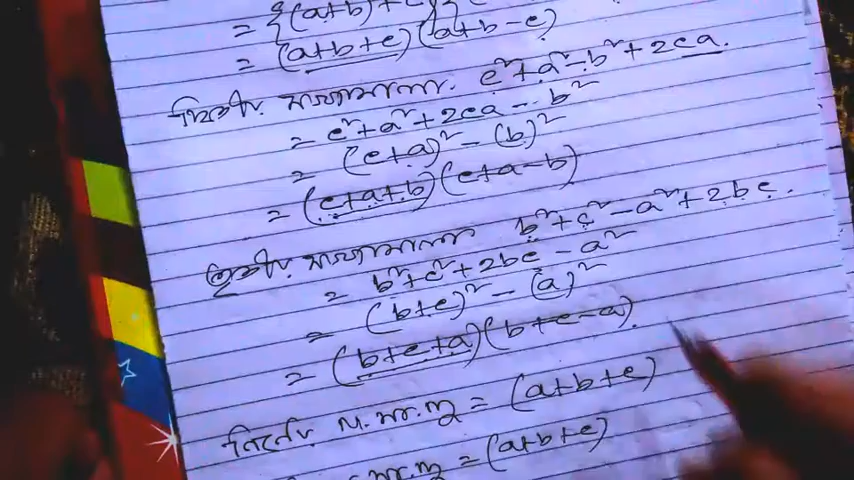 = {(a+b)+c}{
= (a+b+c)(a+b-c)
দ্বিতীয় রাশিমালা. c²+a²-b²+2ca.
= c²+a²+2ca-b²
= (c+a)²-(b)²
= (c+a+b)(c+a-b)
তৃতীয় রাশিমালা b²+c²-a²+2bc.
= b²+c²+2bc-a²
= (b+c)²-(a)²
= (b+c+a)(b+c-a).
নির্ণেয় গ.সা.গু = (a+b+c)
সা.গু = (a+b+c)